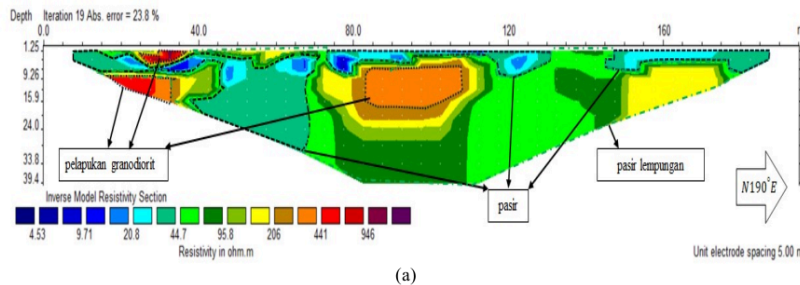 Depth Iteration 19 Abs. error = 23.8 %
0.0 40.0 80.0 120 160
1.25
9.26
15.9
24.0
33.8
39.4
pelapukan granodiorit
pasir
pasir lempungan
N190°E
Inverse Model Resistivity Section
4.53 9.71 20.8 44.7 95.8 206 441 946
Resistivity in ohm.m
Unit electrode spacing 5.00
(a)